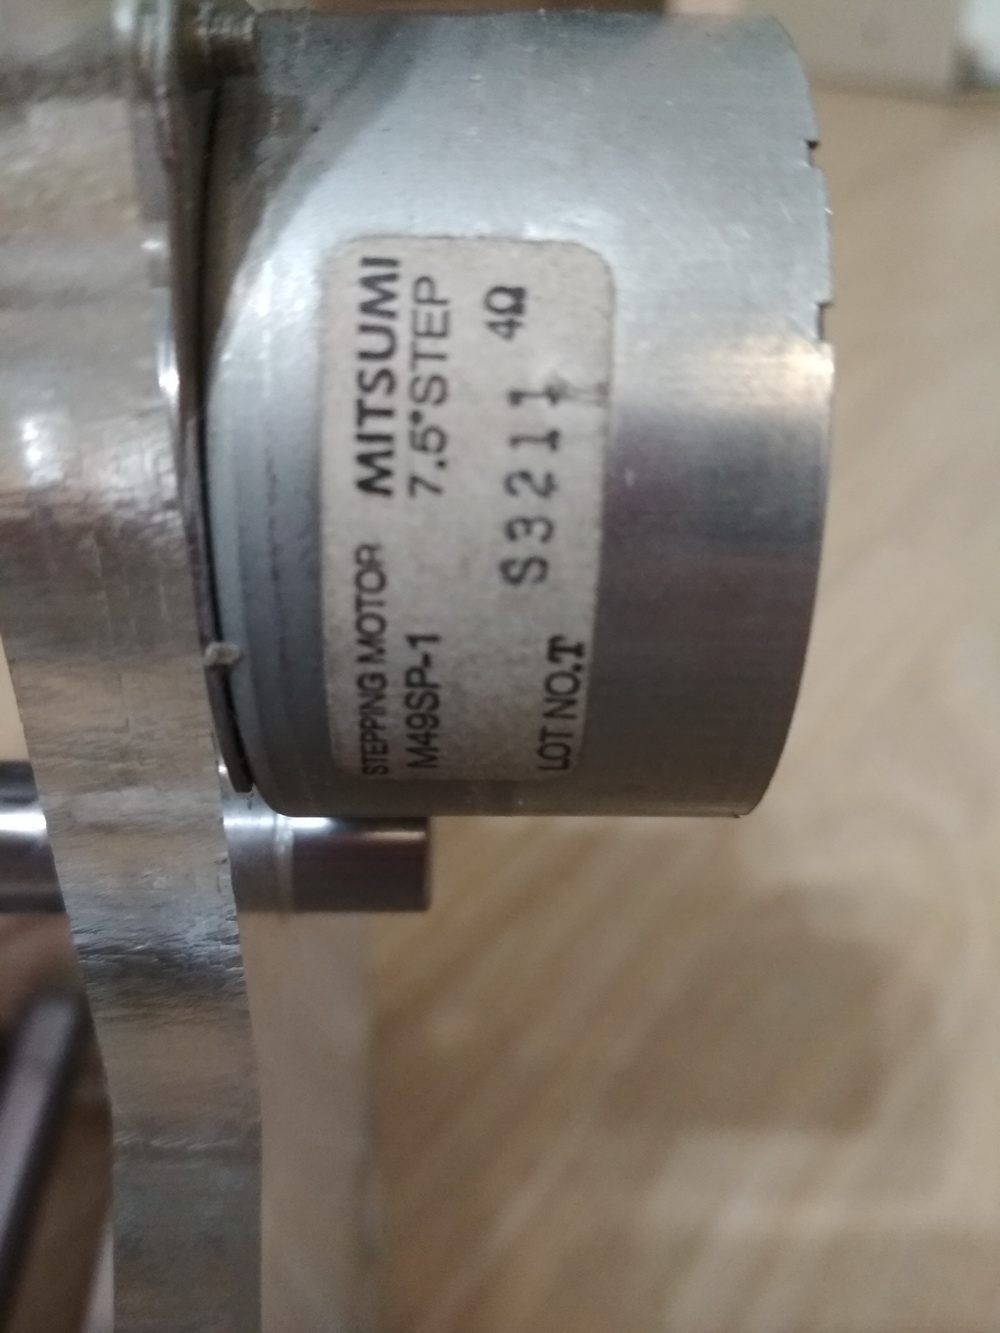 STEPPING MOTOR MITSUMI
M49SP-1 7.5°STEP
4Ω
LOT NO.T S3211